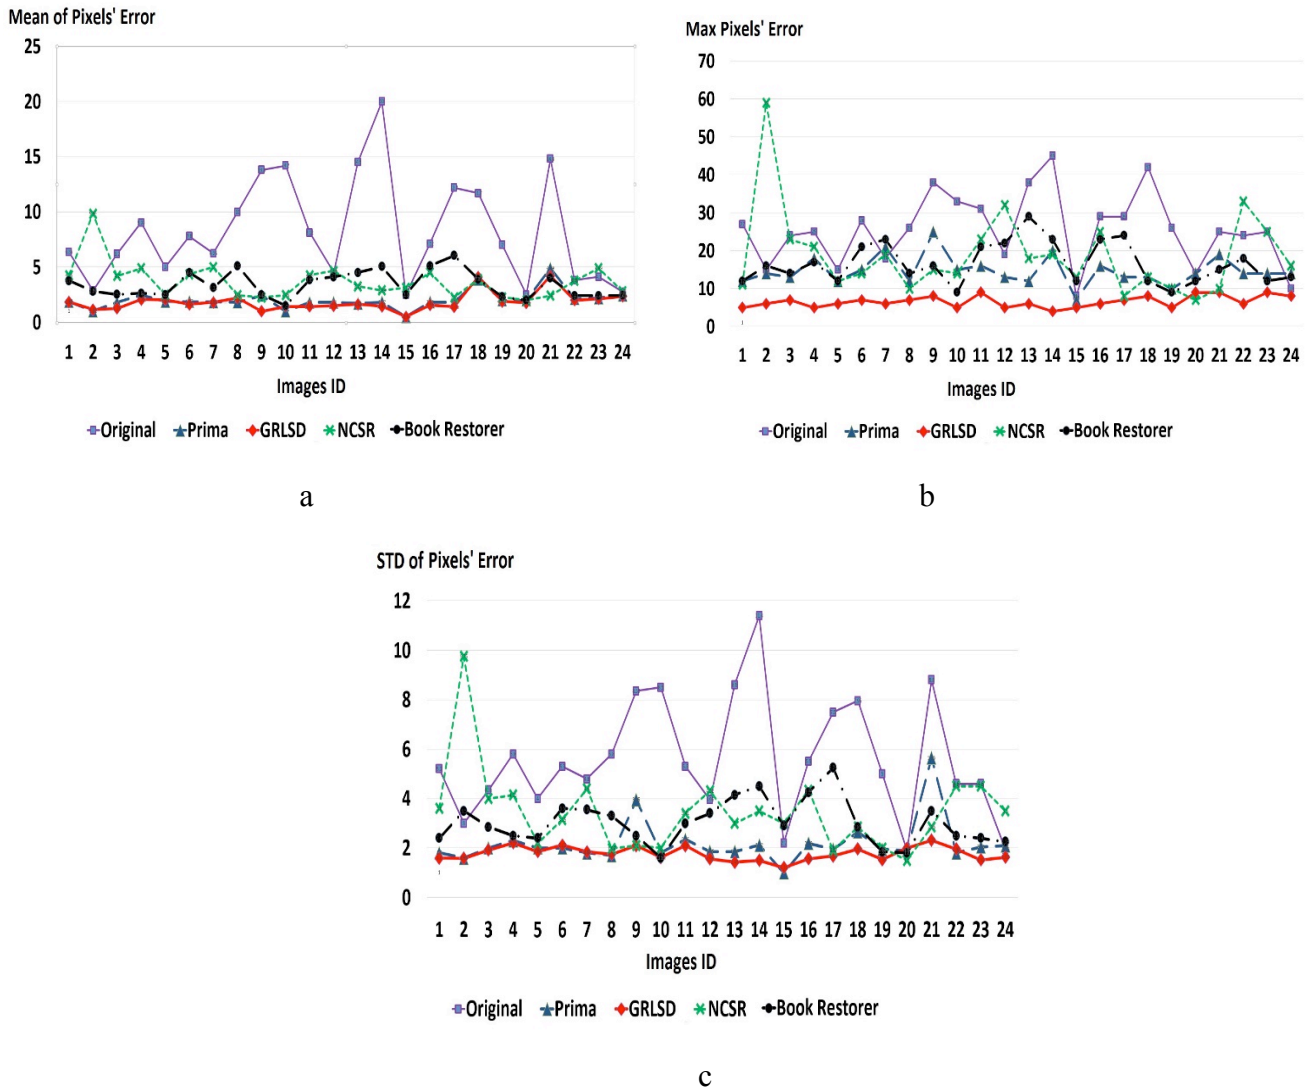 Mean of Pixels' Error
25
20
15
10
5
0
1 2 3 4 5 6 7 8 9 10 11 12 13 14 15 16 17 18 19 20 21 22 23 24
Images ID
Original Prima GRLSD NCSR Book Restorer
a
Max Pixels' Error
70
60
50
40
30
20
10
0
1 2 3 4 5 6 7 8 9 10 11 12 13 14 15 16 17 18 19 20 21 22 23 24
Images ID
Original Prima GRLSD NCSR Book Restorer
b
STD of Pixels' Error
12
10
8
6
4
2
0
1 2 3 4 5 6 7 8 9 10 11 12 13 14 15 16 17 18 19 20 21 22 23 24
Images ID
Original Prima GRLSD NCSR Book Restorer
c